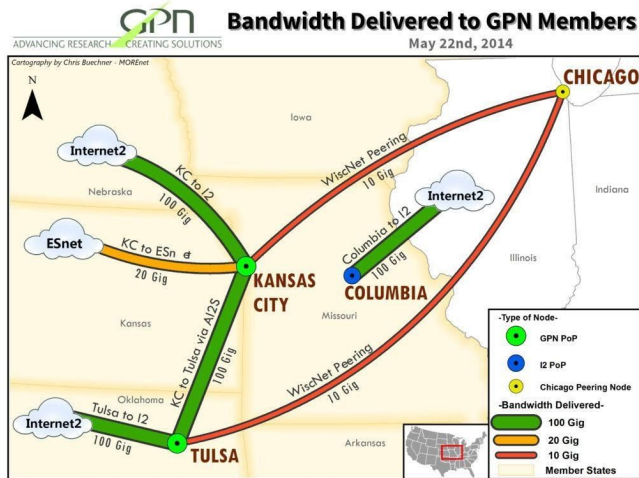 GPN
ADVANCING RESEARCH CREATING SOLUTIONS
Bandwidth Delivered to GPN Members
May 22nd, 2014
Cartography by Chris Buechner - MOREnet
N
CHICAGO
Iowa
Internet2
KC to I2
100 Gig
WiscNet Peering
10 Gig
Nebraska
Internet2
Indiana
ESnet
KC to ESn et
20 Gig
Columbia to I2
100 Gig
Illinois
KANSAS
CITY
COLUMBIA
Missouri
Kansas
KC to Tulsa via AI2S
100 Gig
WiscNet Peering
10 Gig
Oklahoma
Internet2
Tulsa to I2
100 Gig
TULSA
Arkansas
-Type of Node-
GPN PoP
I2 PoP
Chicago Peering Node
-Bandwidth Delivered-
100 Gig
20 Gig
10 Gig
Member States